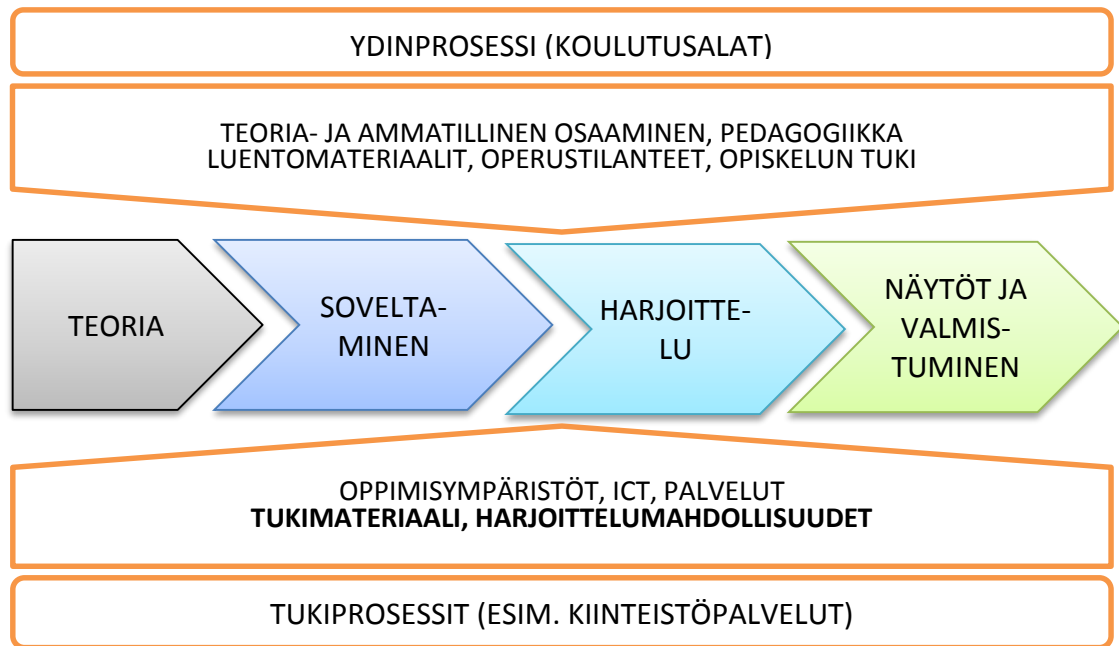 YDINPROSESSI (KOULUTUSALAT)
TEORIA- JA AMMATILLINEN OSAAMINEN, PEDAGOGIIKKA
LUENTOMATERIAALIT, OPERUSTILANTEET, OPISKELUN TUKI
TEORIA
SOVELTA-
MINEN
HARJOITTE-
LU
NÄYTÖT JA
VALMIS-
TUMINEN
OPPIMISYMPÄRISTÖT, ICT, PALVELUT
TUKIMATERIAALI, HARJOITTELUMAHDOLLISUUDET
TUKIPROSESSIT (ESIM. KIINTEISTÖPALVELUT)